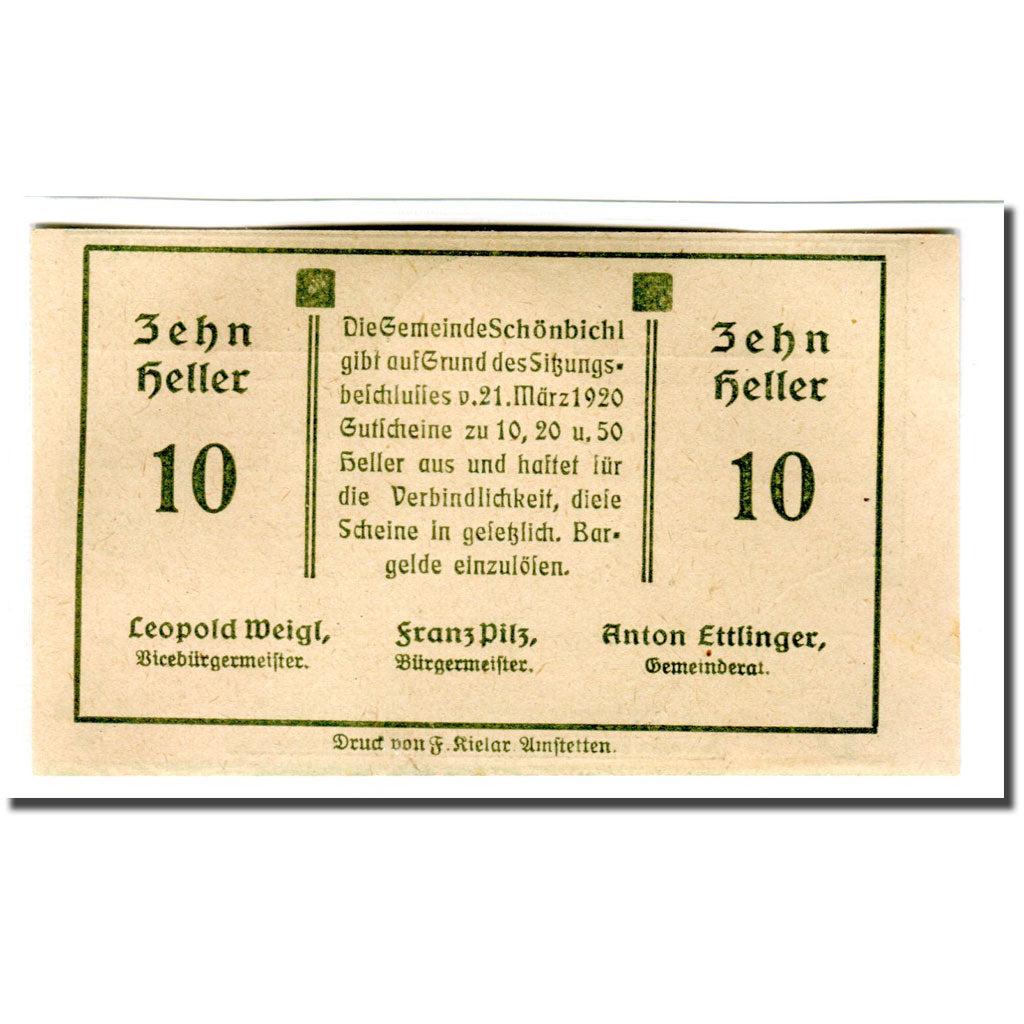 Zehn
Heller
10
Die Gemeinde Schönbichl
gibt auf Grund des Sitzungs-
beschlusses v. 21. März 1920
Gutscheine zu 10, 20 u. 50
Heller aus und haftet für
die Verbindlichkeit, diese
Scheine in gesetzlich. Bar-
gelde einzulösen.
Zehn
Heller
10
Leopold Weigl,
Vicebürgermeister.
Franz Pilz,
Bürgermeister.
Anton Ettlinger,
Gemeinderat.
Druck von F. Kielar Amstetten.